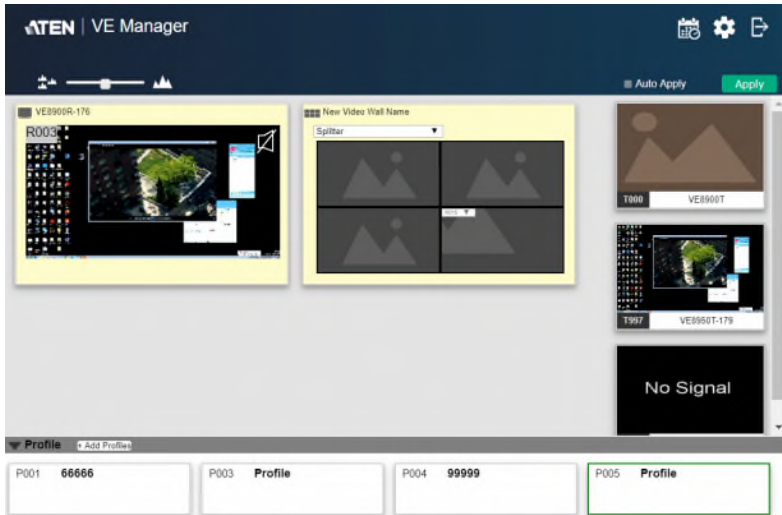 ATEN | VE Manager
Auto Apply
Apply
VE8900R-176
R003
New Video Wall Name
Splittar
T000
VE8900T
T997
VE8950T-179
No Signal
Profile
+ Add Profiles
P001 66666
P003 Profile
P004 99999
P005 Profile